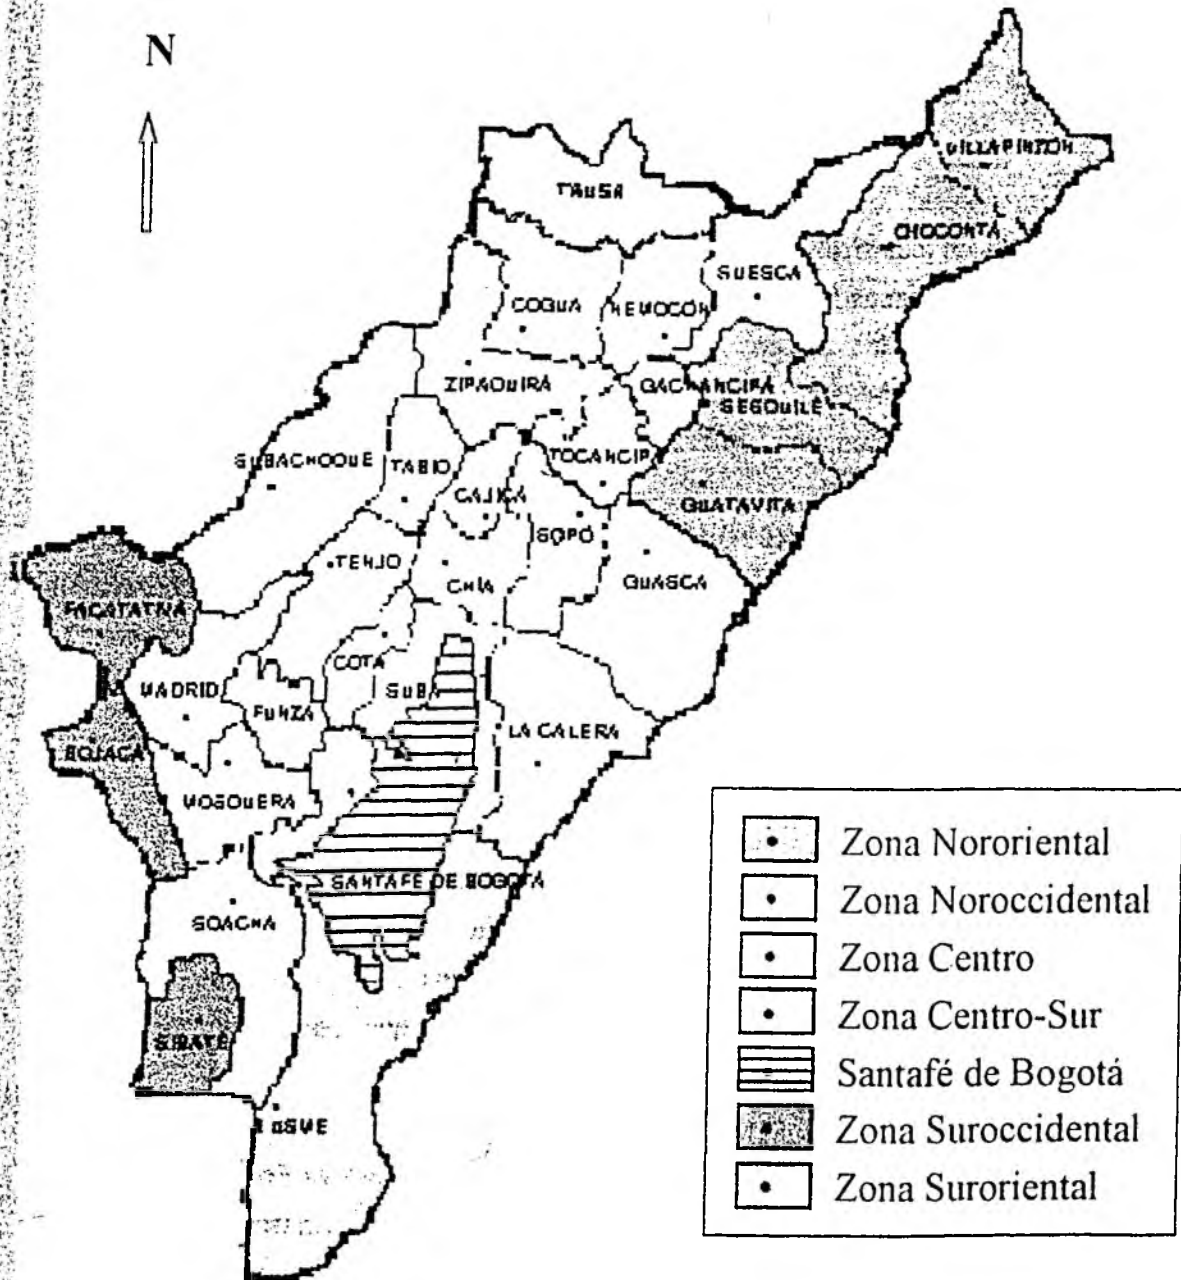 N
VILLAPINZÓN
TAUSA
CHOCONTÁ
SUESCA
COGUA
NEMOCÓN
ZIPAQUIRÁ
GACHANCIPÁ
SESQUILÉ
SUBACHOQUE
TABIO
TOCANCIPÁ
CAJICÁ
GUATAVITA
SOPÓ
TENJO
CHÍA
GUASCA
FACATATIVA
COTA
SUBA
MADRID
FUNZA
LA CALERA
BOJACÁ
MOSQUERA
SANTAFÉ DE BOGOTÁ
SOACHA
SIBATÉ
USME
Zona Nororiental
Zona Noroccidental
Zona Centro
Zona Centro-Sur
Santafé de Bogotá
Zona Suroccidental
Zona Suroriental